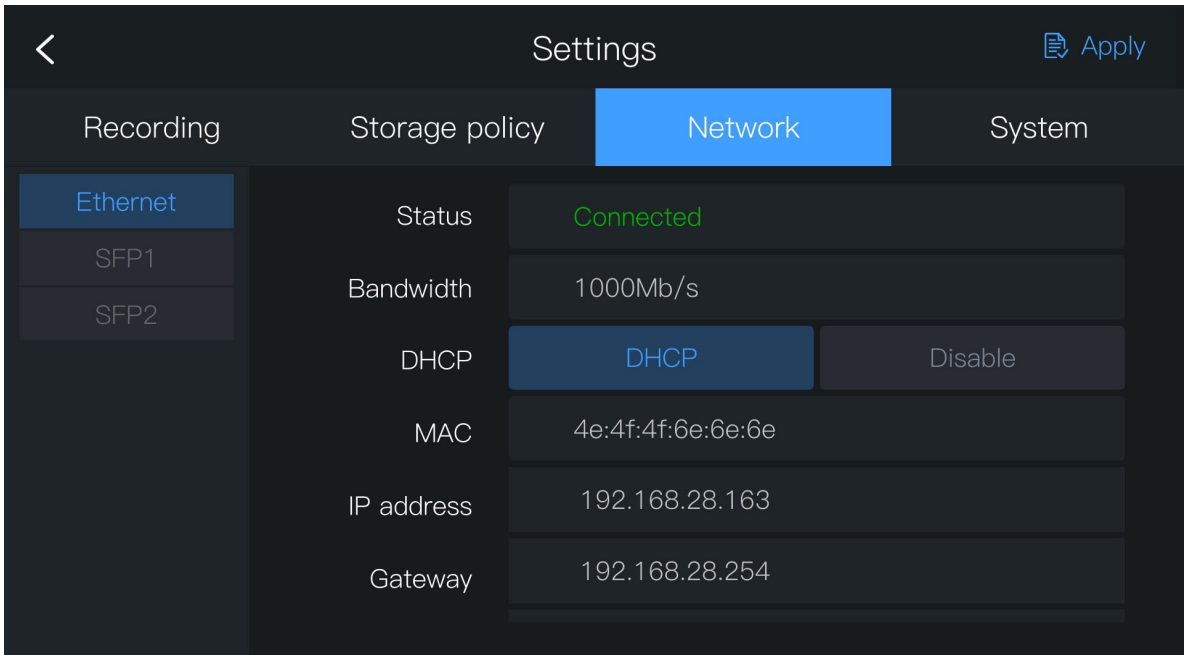 Settings
Apply
Recording Storage policy Network System
Ethernet
SFP1
SFP2
Status Connected
Bandwidth 1000Mb/s
DHCP DHCP Disable
MAC 4e:4f:4f:6e:6e:6e
IP address 192.168.28.163
Gateway 192.168.28.254